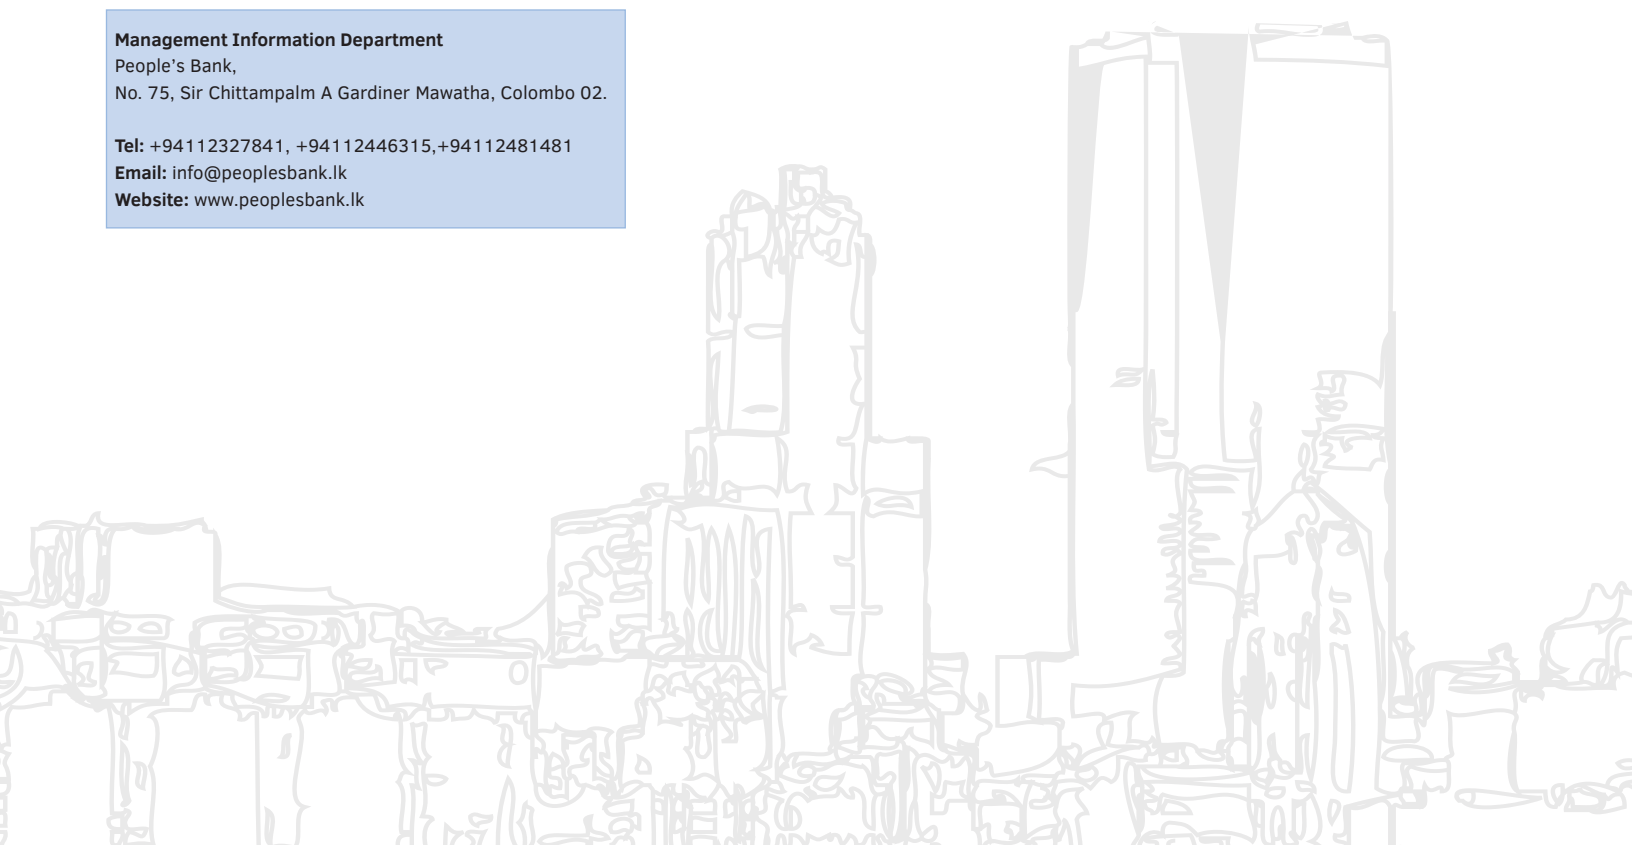 Management Information Department
People's Bank,
No. 75, Sir Chittampalm A Gardiner Mawatha, Colombo 02.
Tel: +94112327841, +94112446315,+94112481481
Email: info@peoplesbank.lk
Website: www.peoplesbank.lk